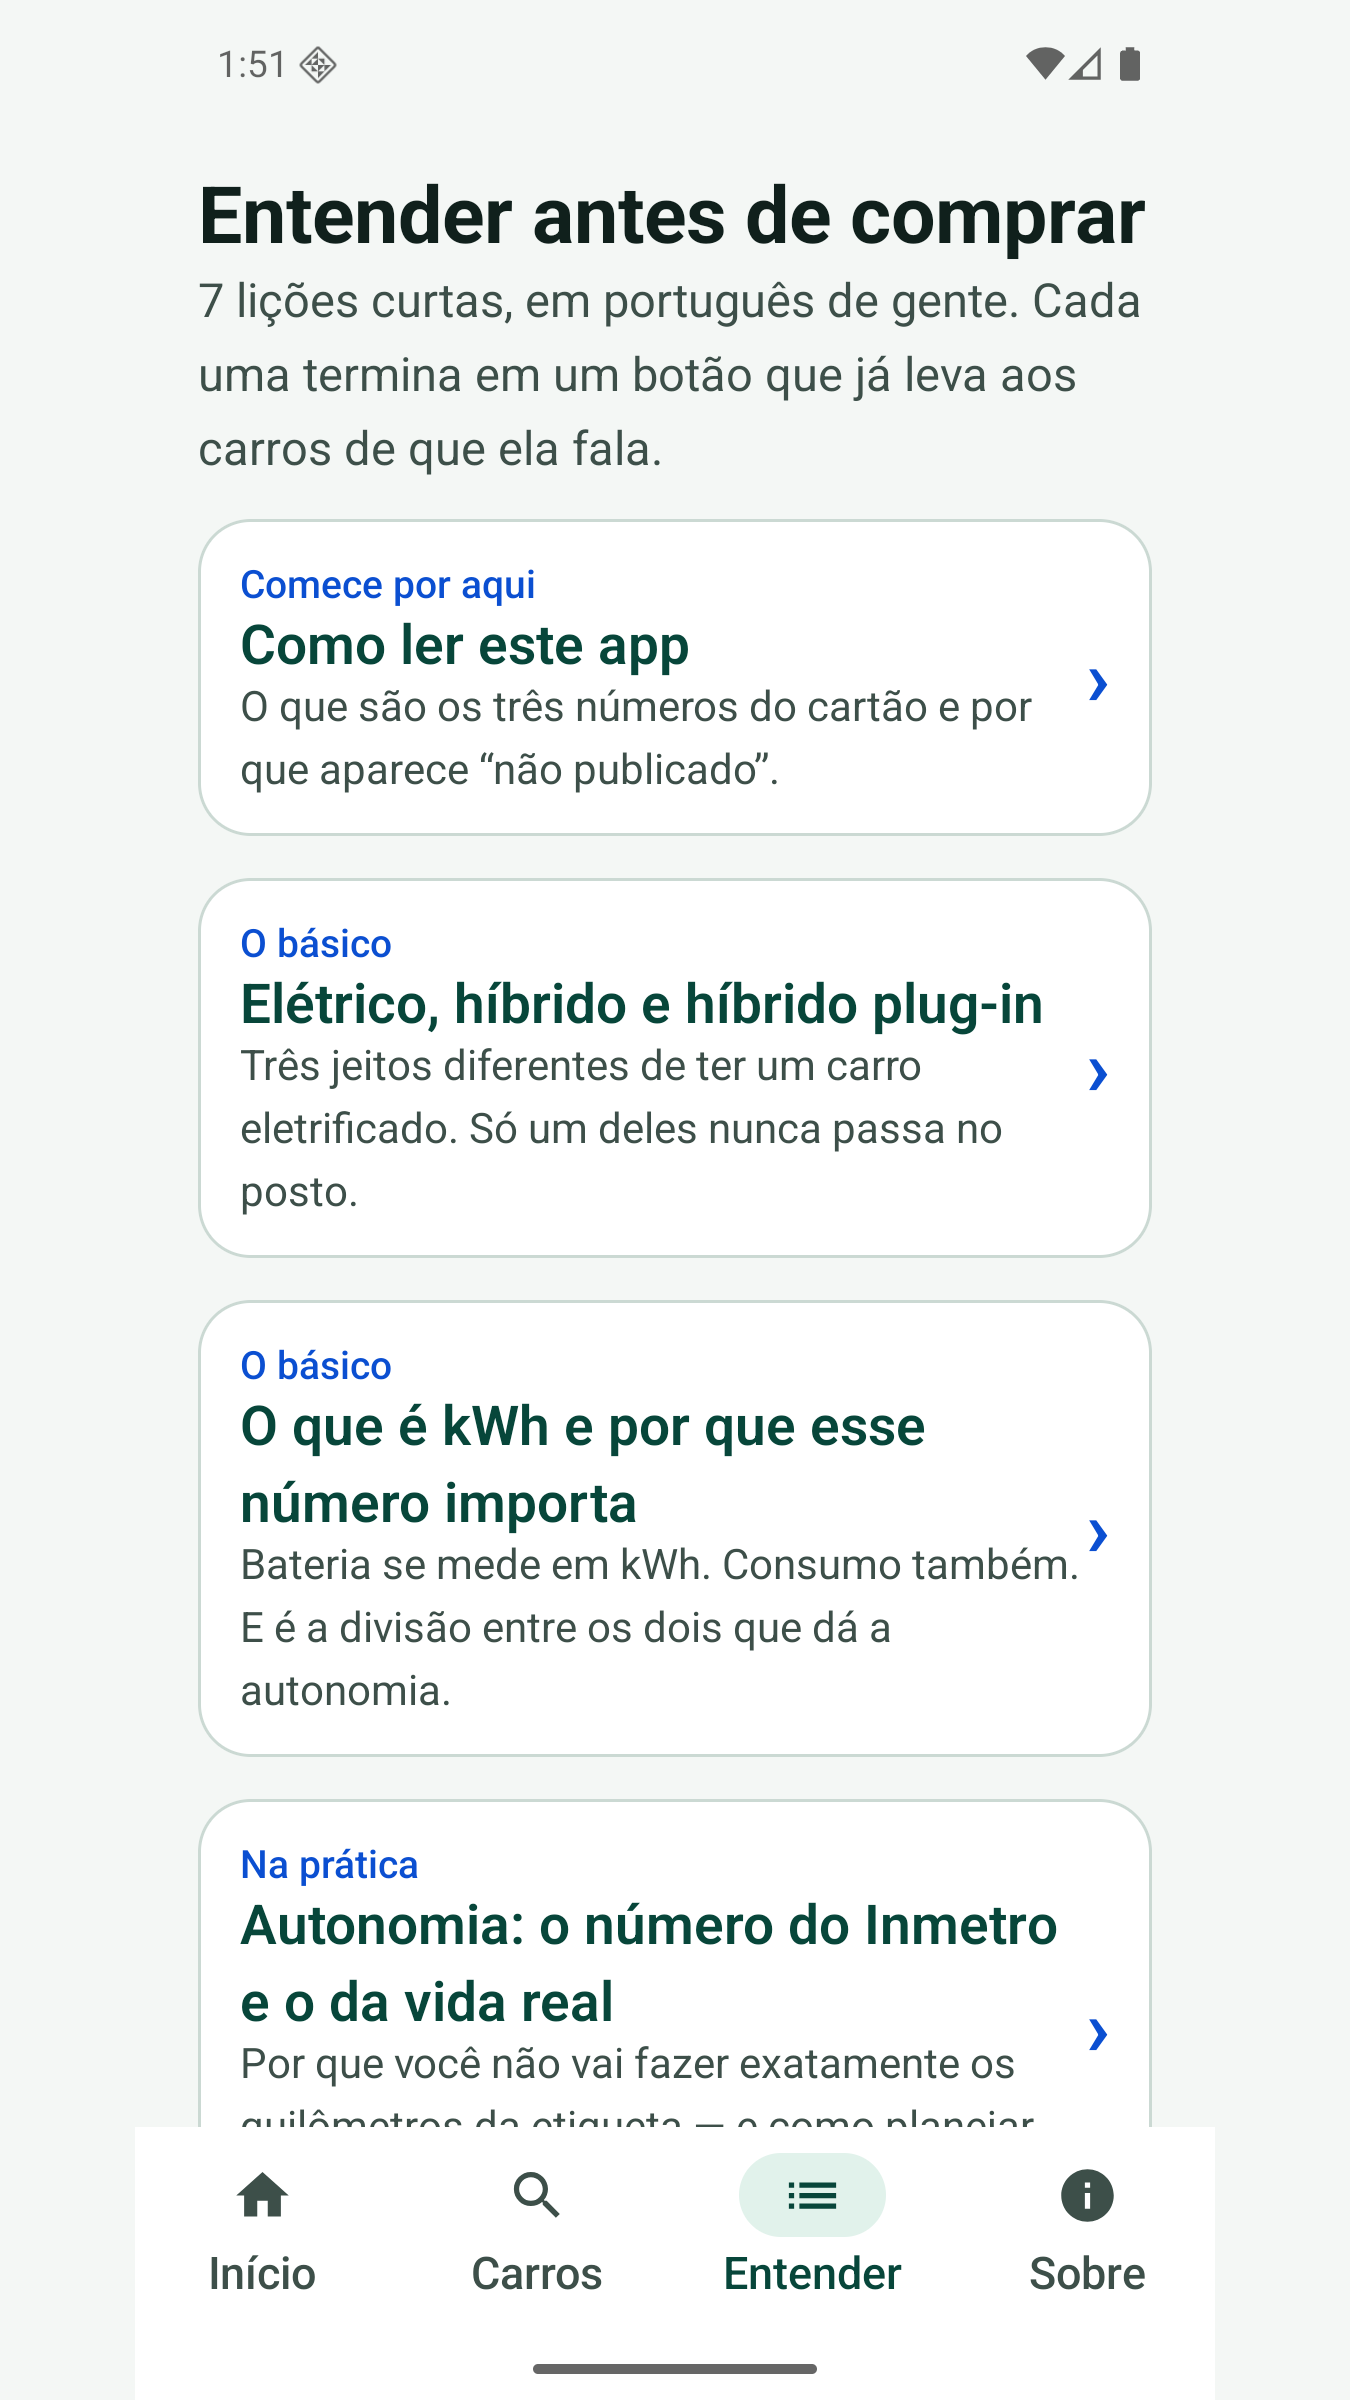 1:51
Entender antes de comprar
7 lições curtas, em português de gente. Cada
uma termina em um botão que já leva aos
carros de que ela fala.
Comece por aqui
Como ler este app
O que são os três números do cartão e por
que aparece “não publicado”.
O básico
Elétrico, híbrido e híbrido plug-in
Três jeitos diferentes de ter um carro
eletrificado. Só um deles nunca passa no
posto.
O básico
O que é kWh e por que esse
número importa
Bateria se mede em kWh. Consumo também.
E é a divisão entre os dois que dá a
autonomia.
Na prática
Autonomia: o número do Inmetro
e o da vida real
Por que você não vai fazer exatamente os
quilômetros da etiqueta — e como planejar
Início
Carros
Entender
Sobre